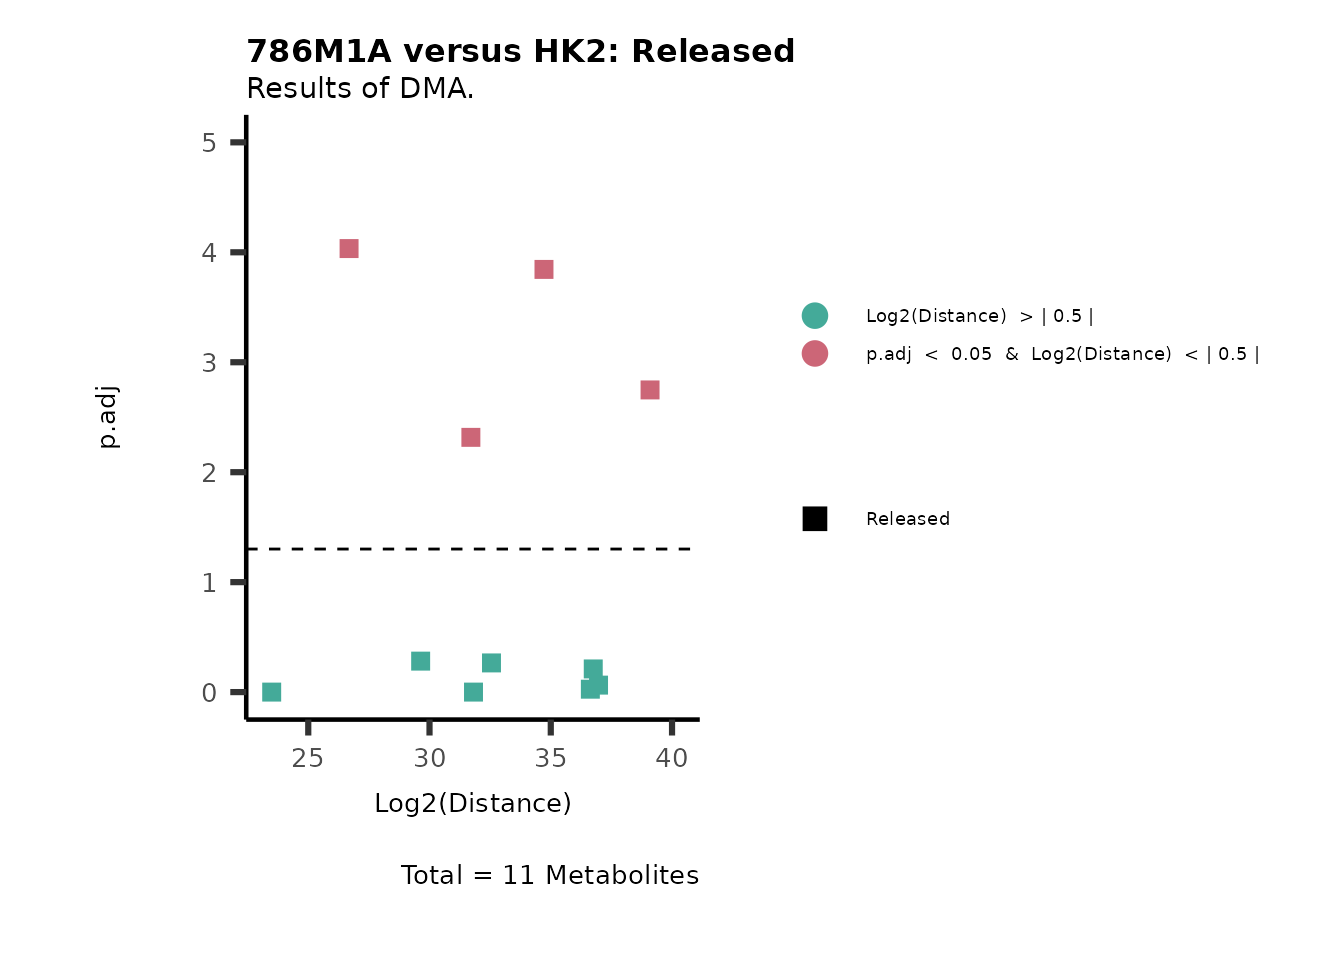 786M1A versus HK2: Released
Results of DMA.
5
4
3
2
1
0
p.adj
25 30 35 40
Log2(Distance)
Total = 11 Metabolites
Log2(Distance) > | 0.5 |
p.adj < 0.05 & Log2(Distance) < | 0.5 |
Released